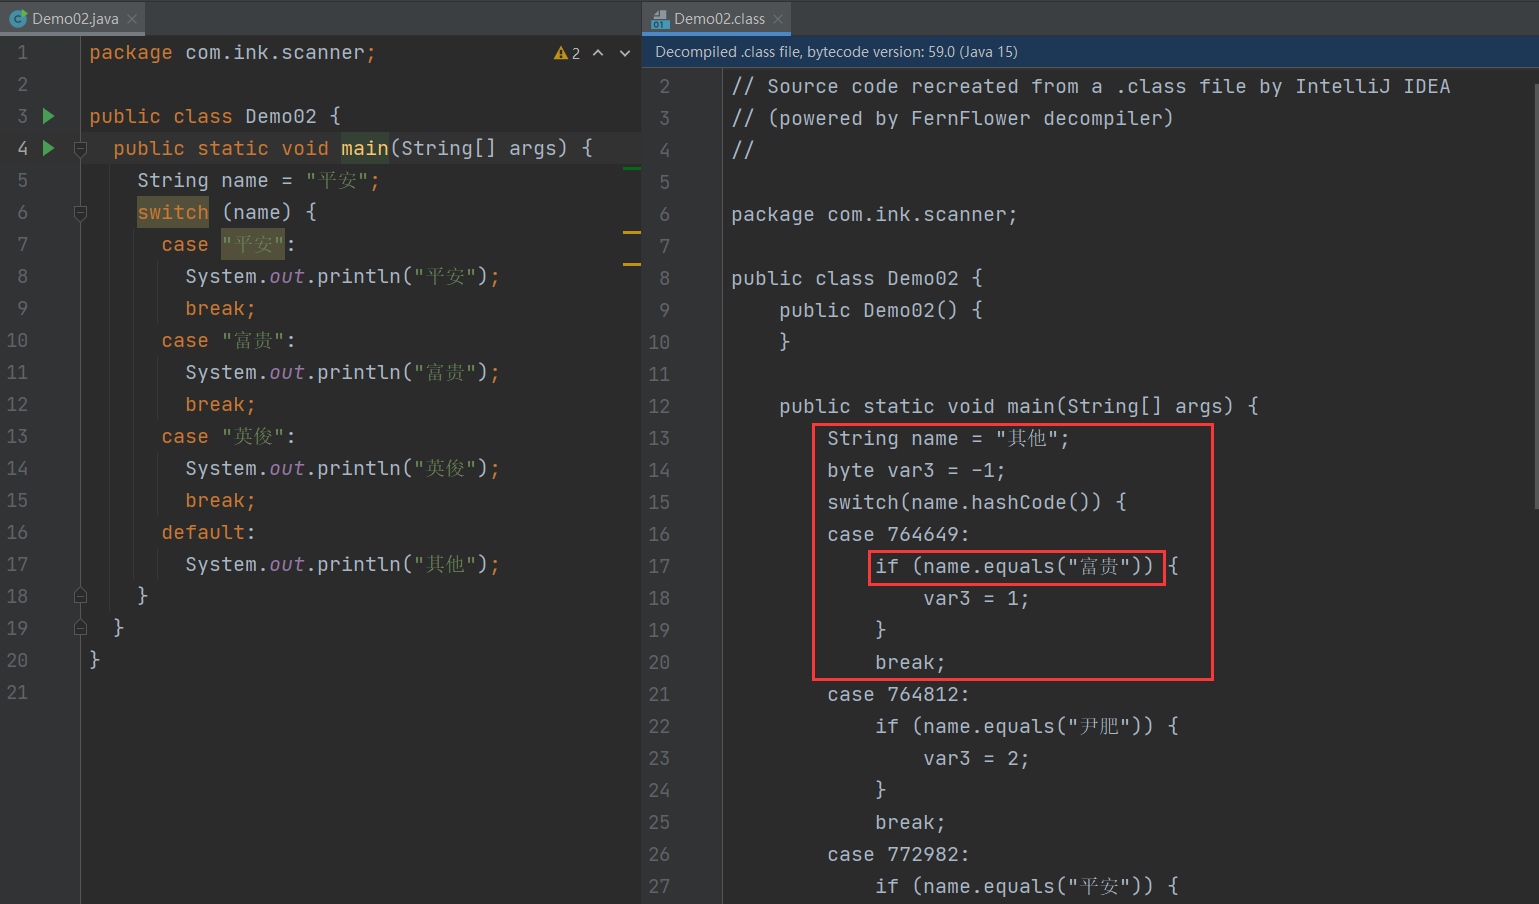 Demo02.java
1 package com.ink.scanner;
2
2
3 public class Demo02 {
4 public static void main(String[] args) {
5 String name = "平安";
6 switch (name) {
7 case "平安":
8 System.out.println("平安");
9 break;
10 case "富贵":
11 System.out.println("富贵");
12 break;
13 case "英俊":
14 System.out.println("英俊");
15 break;
16 default:
17 System.out.println("其他");
18 }
19 }
20 }
21
Demo02.class
Decompiled .class file, bytecode version: 59.0 (Java 15)
2 // Source code recreated from a .class file by IntelliJ IDEA
3 // (powered by FernFlower decompiler)
4 //
5
6 package com.ink.scanner;
7
8 public class Demo02 {
9 public Demo02() {
10 }
11
12 public static void main(String[] args) {
13 String name = "其他";
14 byte var3 = -1;
15 switch(name.hashCode()) {
16 case 764649:
17 if (name.equals("富贵")) {
18 var3 = 1;
19 }
20 break;
21 case 764812:
22 if (name.equals("尹肥")) {
23 var3 = 2;
24 }
25 break;
26 case 772982:
27 if (name.equals("平安")) {